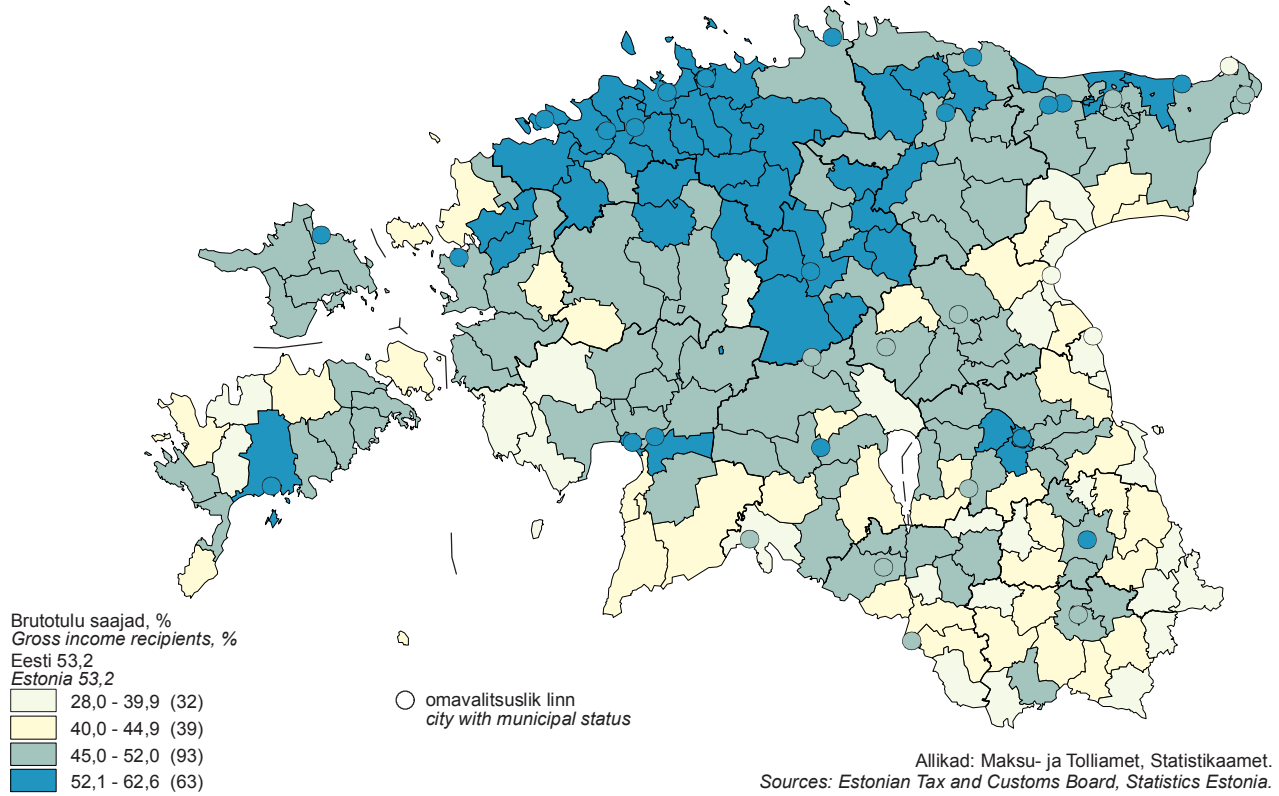 Brutotulu saajad, %
Gross income recipients, %
Eesti 53,2
Estonia 53,2
28,0 - 39,9 (32)
40,0 - 44,9 (39)
45,0 - 52,0 (93)
52,1 - 62,6 (63)
omavalitsuslik linn
city with municipal status
Allikad: Maksu- ja Tolliamet, Statistikaamet.
Sources: Estonian Tax and Customs Board, Statistics Estonia.